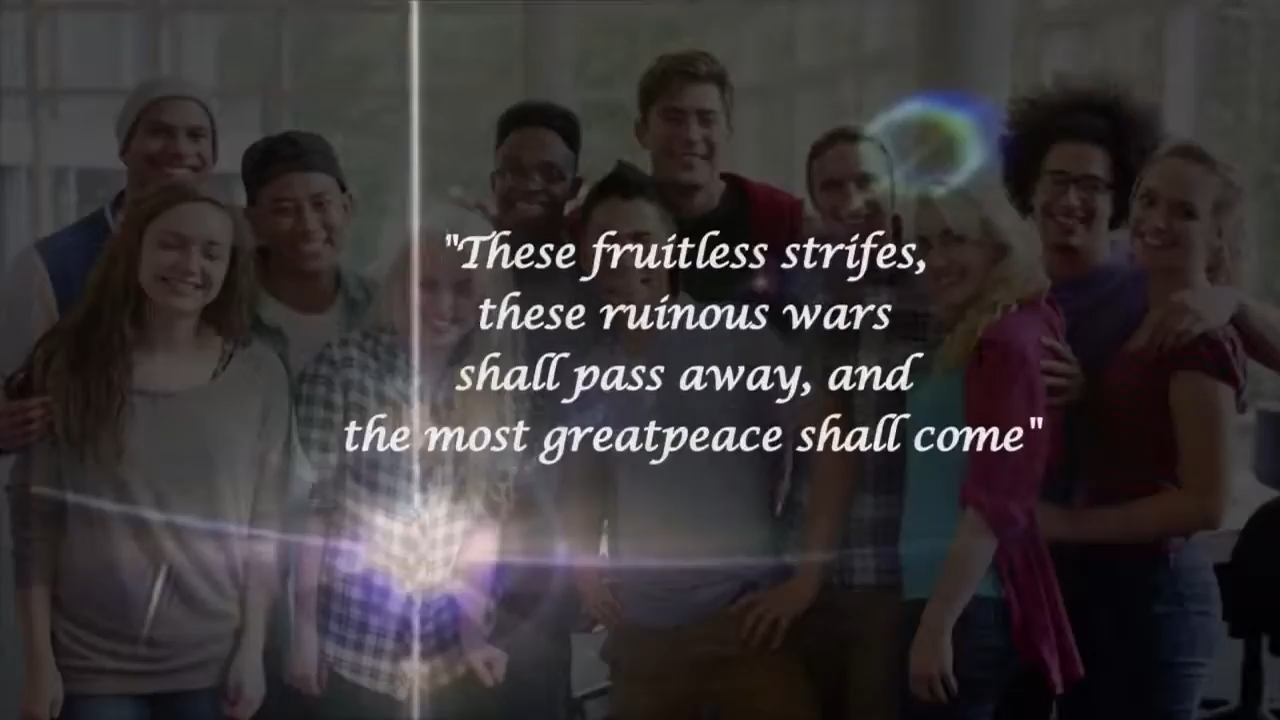 "These fruitless strifes,
these ruinous wars
shall pass away, and
the most greatpeace shall come"